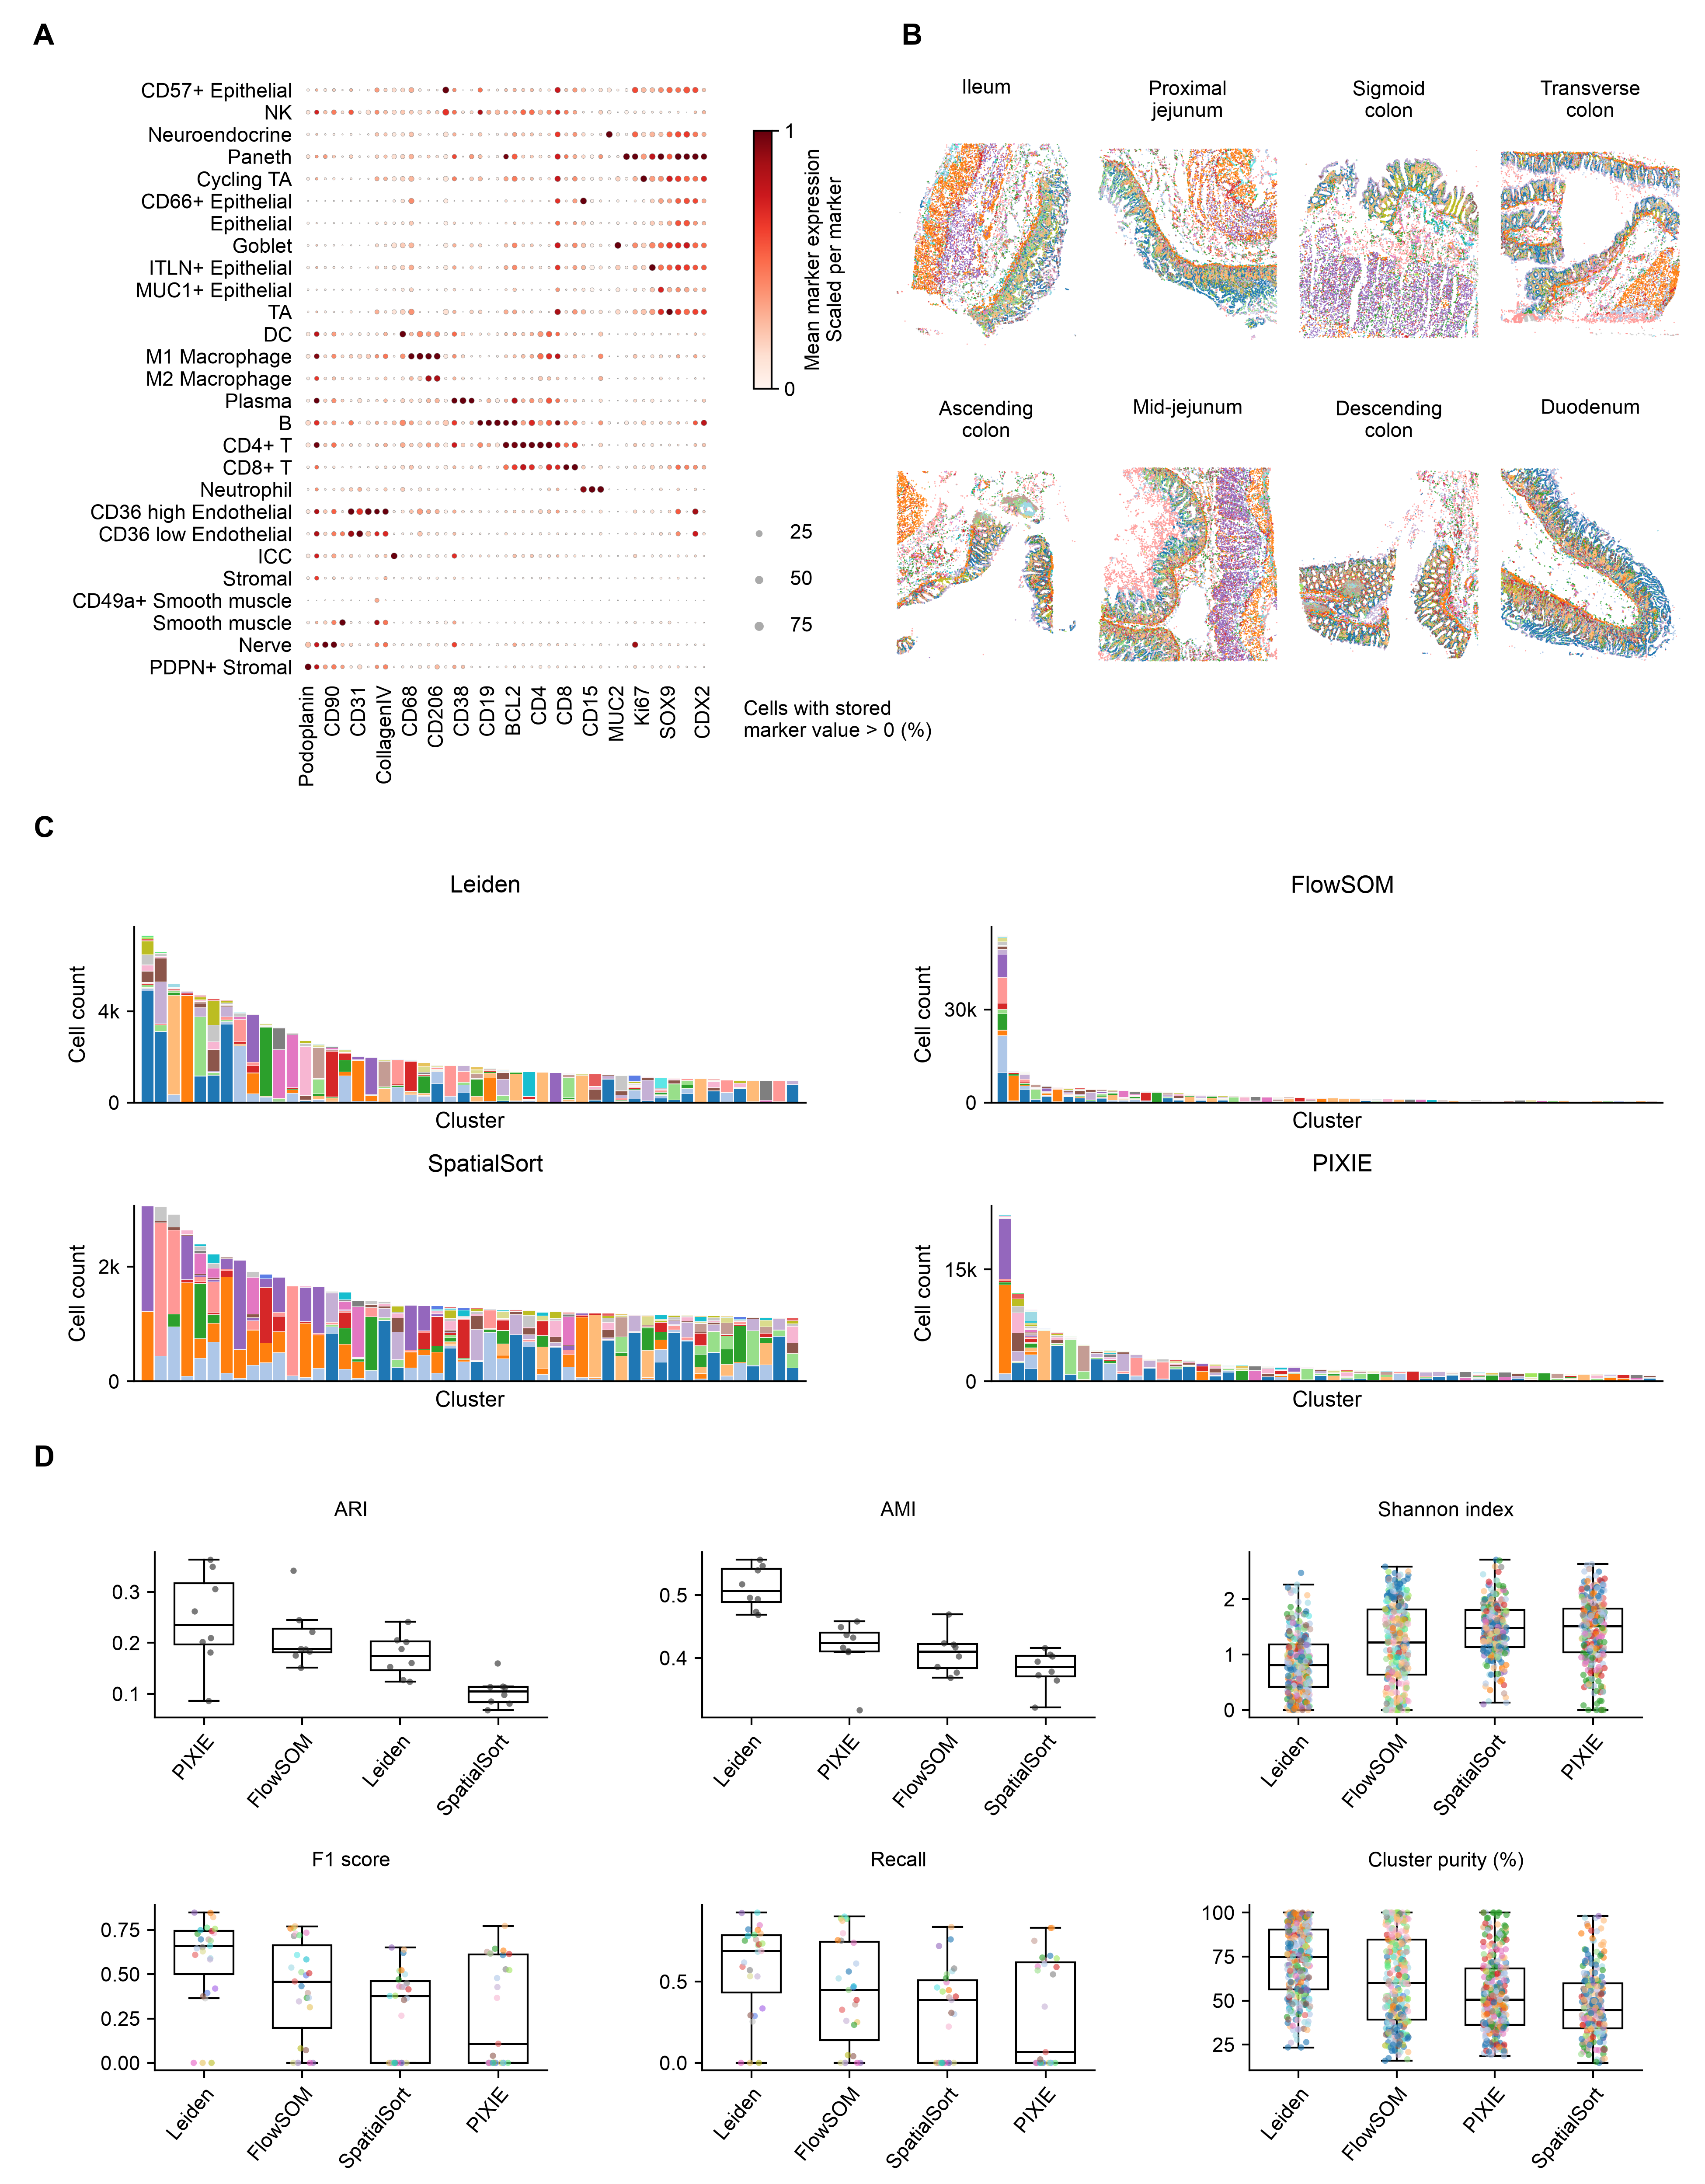 A
CD57+ Epithelial
NK
Neuroendocrine
Paneth
Cycling TA
CD66+ Epithelial
Epithelial
Goblet
ITLN+ Epithelial
MUC1+ Epithelial
TA
DC
M1 Macrophage
M2 Macrophage
Plasma
B
CD4+ T
CD8+ T
Neutrophil
CD36 high Endothelial
CD36 low Endothelial
ICC
Stromal
CD49a+ Smooth muscle
Smooth muscle
Nerve
PDPN+ Stromal
Podoplanin
CD90
CD31
CollagenIV
CD68
CD206
CD38
CD19
BCL2
CD4
CD8
CD15
MUC2
Ki67
SOX9
CDX2
1
0
Mean marker expression
Scaled per marker
25
50
75
Cells with stored
marker value > 0 (%)
B
Ileum
Proximal
jejunum
Sigmoid
colon
Transverse
colon
Ascending
colon
Mid-jejunum
Descending
colon
Duodenum
C
Leiden
Cell count
4k
0
Cluster
FlowSOM
Cell count
30k
0
Cluster
SpatialSort
Cell count
2k
0
Cluster
PIXIE
Cell count
15k
0
Cluster
D
ARI
0.3
0.2
0.1
PIXIE
FlowSOM
Leiden
SpatialSort
AMI
0.5
0.4
Leiden
PIXIE
FlowSOM
SpatialSort
Shannon index
2
1
0
Leiden
FlowSOM
SpatialSort
PIXIE
F1 score
0.75
0.50
0.25
0.00
Leiden
FlowSOM
SpatialSort
PIXIE
Recall
0.5
0.0
Leiden
FlowSOM
SpatialSort
PIXIE
Cluster purity (%)
100
75
50
25
Leiden
FlowSOM
PIXIE
SpatialSort